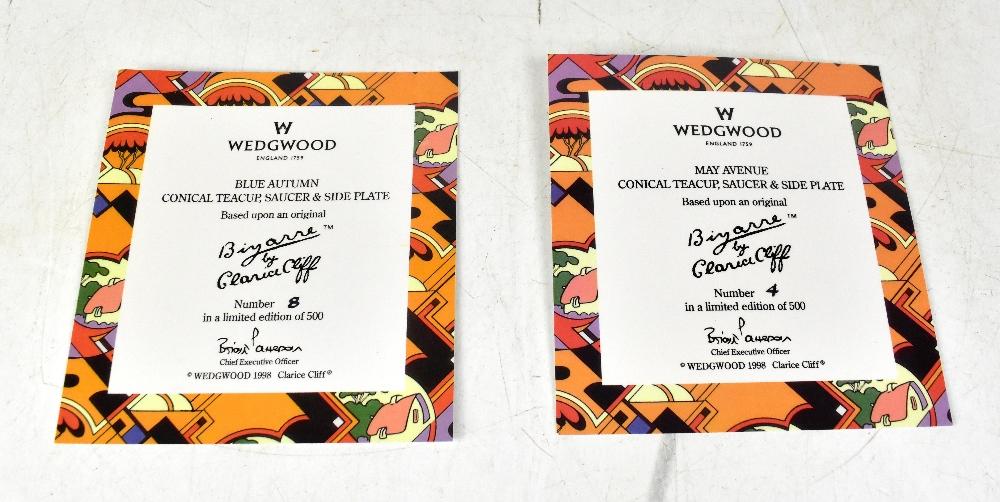 W
WEDGWOOD
ENGLAND 1759
BLUE AUTUMN
CONICAL TEACUP, SAUCER & SIDE PLATE
Based upon an original
Bizarre™
by
Clarice Cliff
Number 8
in a limited edition of 500
Chief Executive Officer
© WEDGWOOD 1998 Clarice Cliff®
W
WEDGWOOD
ENGLAND 1759
MAY AVENUE
CONICAL TEACUP, SAUCER & SIDE PLATE
Based upon an original
Bizarre™
by
Clarice Cliff
Number 4
in a limited edition of 500
Chief Executive Officer
© WEDGWOOD 1998 Clarice Cliff®